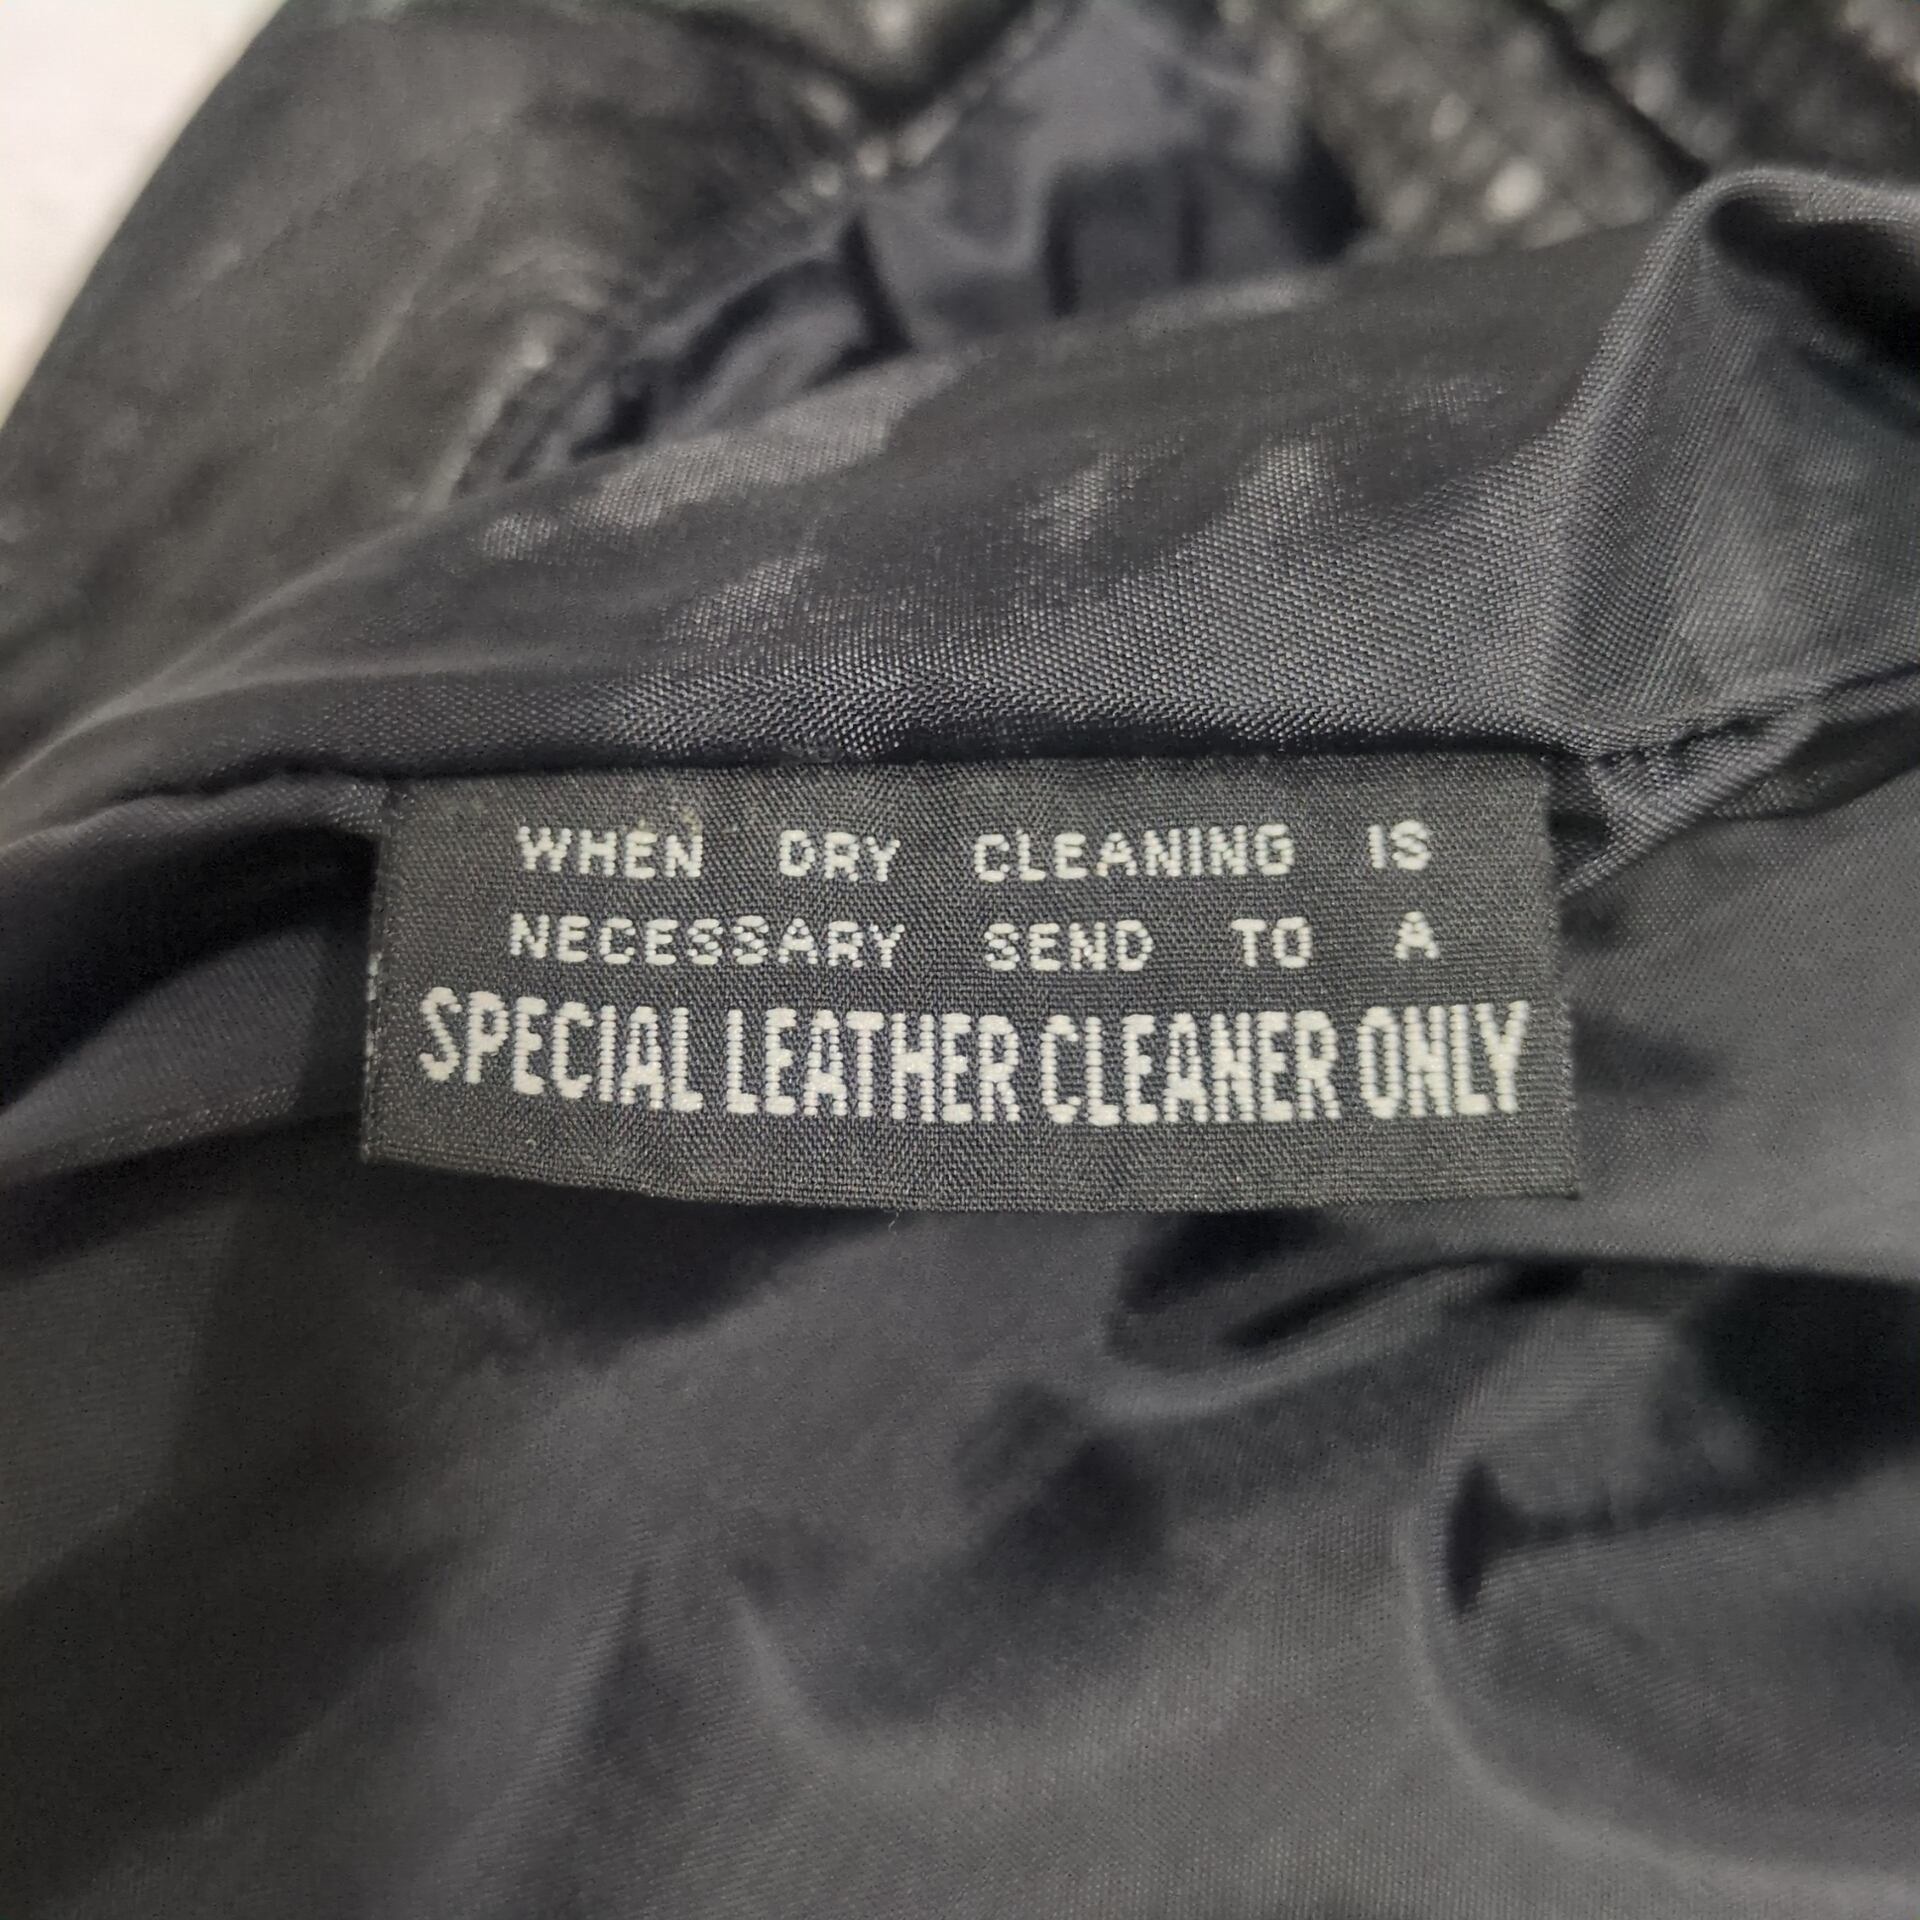 WHEN DRY CLEANING IS
NECESSARY SEND TO A
SPECIAL LEATHER CLEANER ONLY